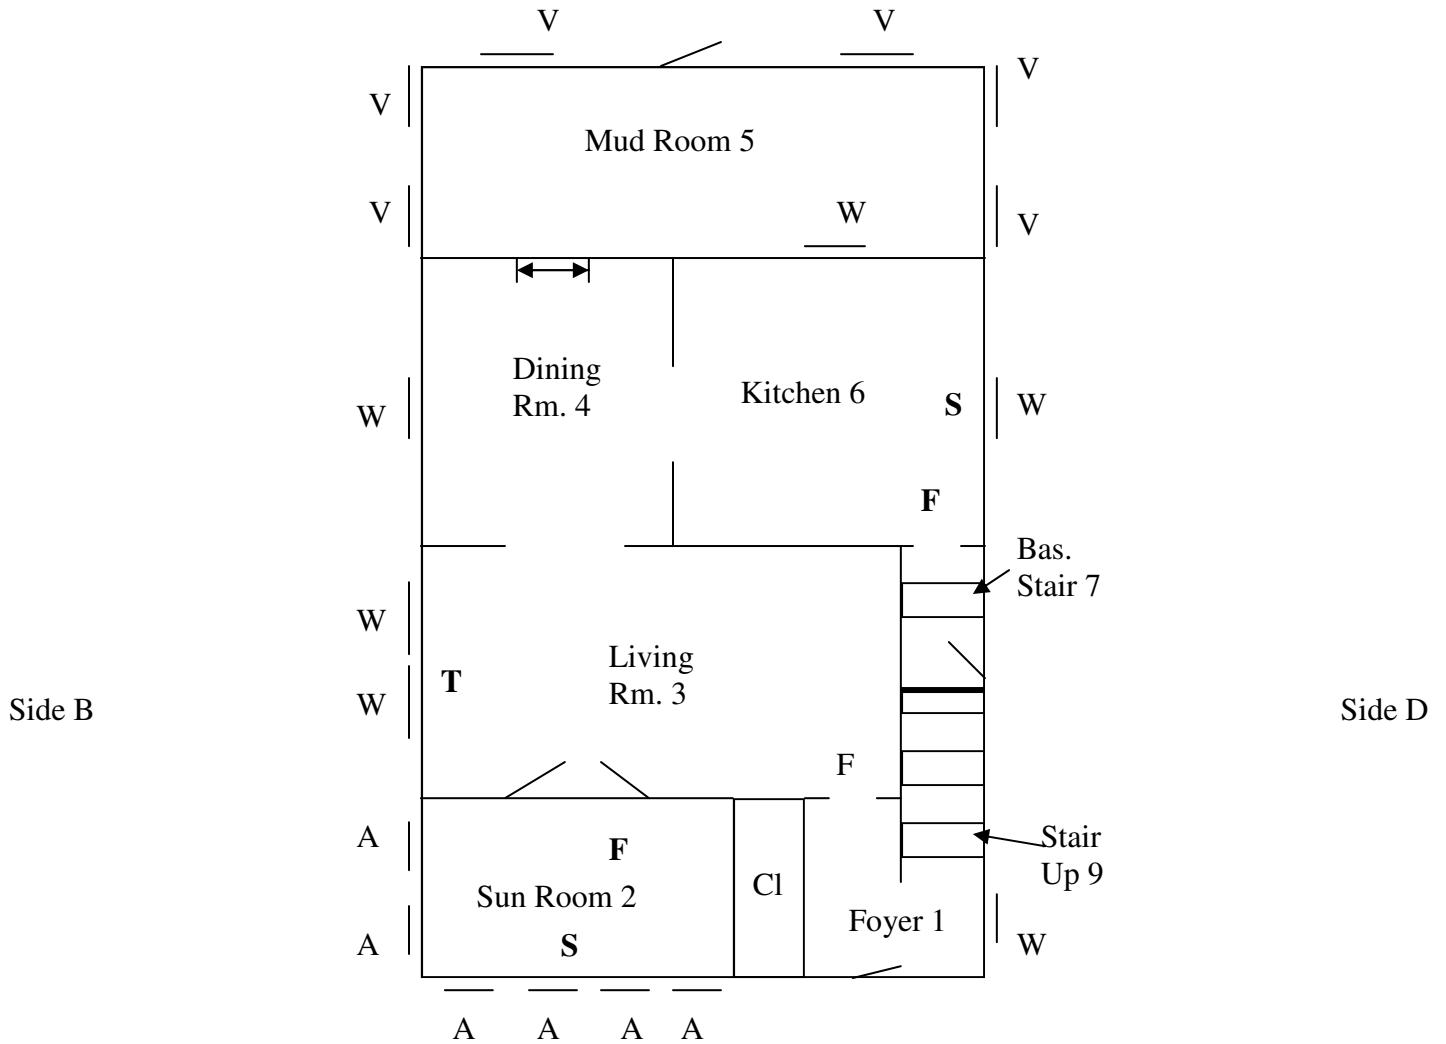 V V
V
V
Mud Room 5
V W V
Dining
Rm. 4
Kitchen 6
W S W
F
Bas.
Stair 7
W
Living
Rm. 3
T
W
Side B Side D
F
A F Stair
Up 9
Sun Room 2 Cl
Foyer 1
A S W
A A A A